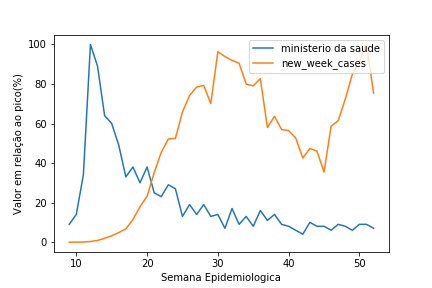 ministerio da saude
new_week_cases
Valor em relação ao pico(%)
100
80
60
40
20
0
10 20 30 40 50
Semana Epidemiologica